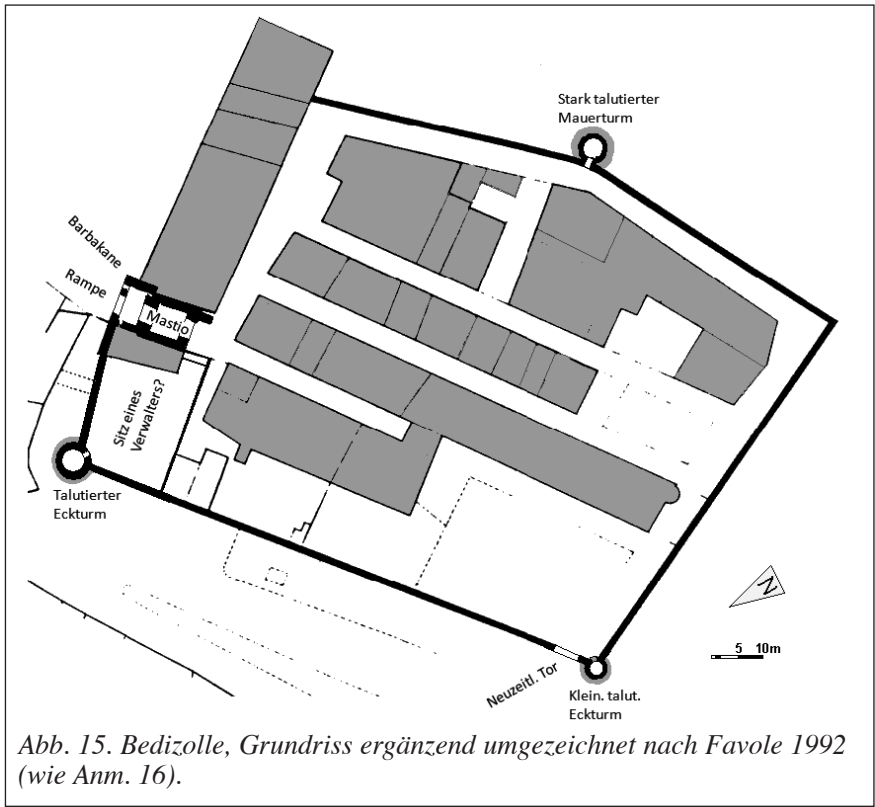 Stark talutierter
Mauerturm
Barbakane
Rampe
Mastio
Sitz eines
Verwalters?
Talutierter
Eckturm
N
5 10m
Neuzeitl. Tor
Klein. talut.
Eckturm
Abb. 15. Bedizolle, Grundriss ergänzend umgezeichnet nach Favole 1992
(wie Anm. 16).